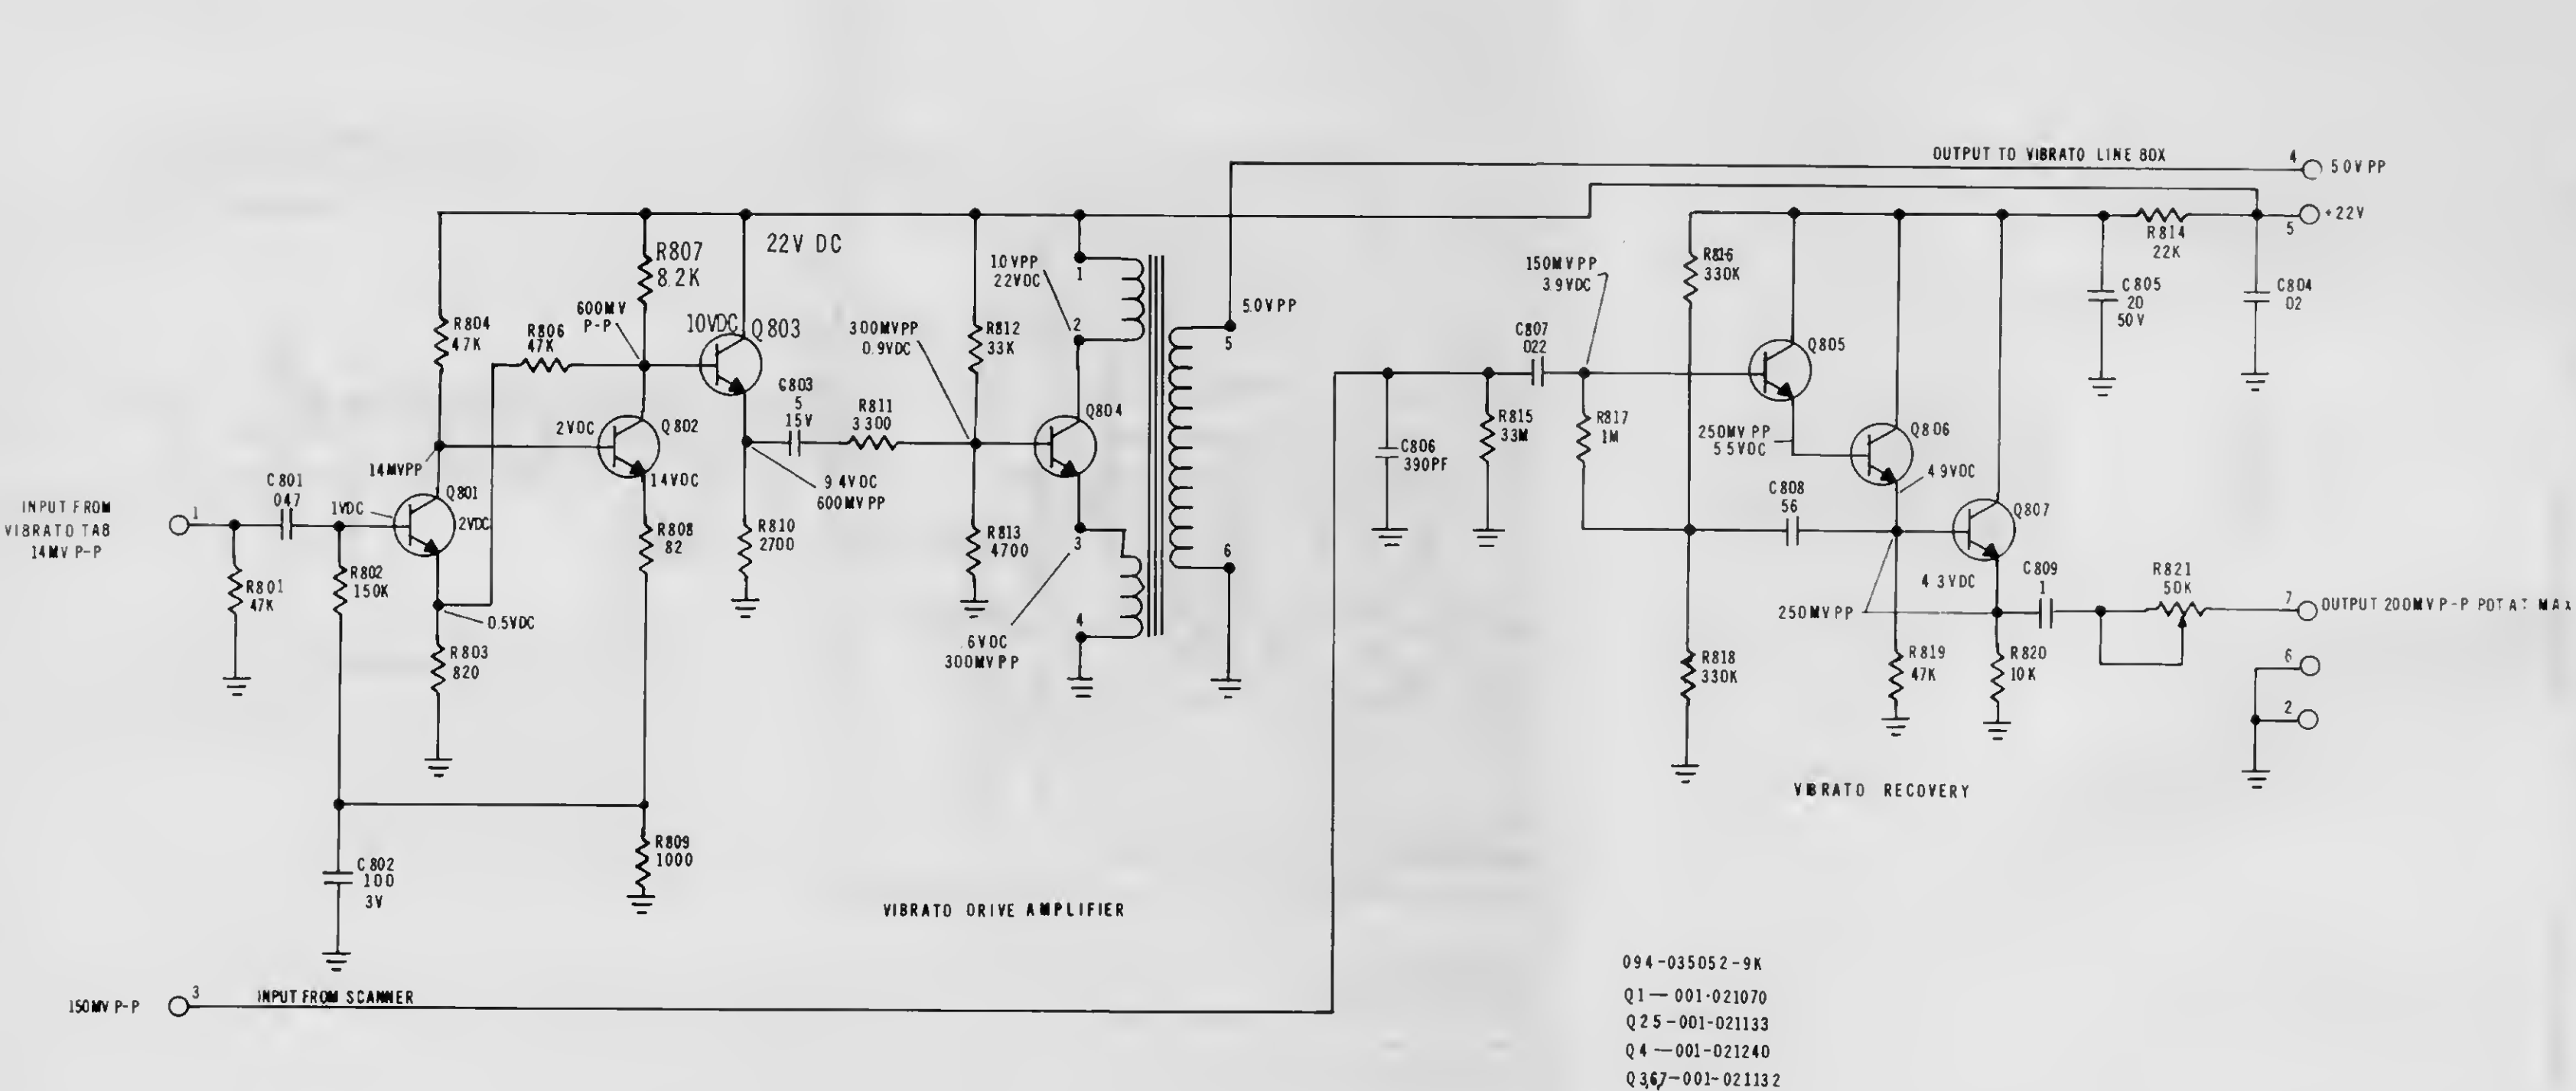 OUTPUT TO VIBRATO LINE BOX
4
50V PP
+22V
5
R814
22K
C805
20
50V
C804
02
R816
330K
150MV PP
3.9VDC
Q805
C807
022
R815
33M
C806
390PF
R817
1M
250MV PP
5 5VDC
Q806
4 9VDC
C808
56
Q807
4 3VDC
C809
1
R821
50K
7
OUTPUT 200MV P-P POT AT MAX
250MV PP
R818
330K
R819
47K
R820
10K
6
2
VIBRATO RECOVERY
R807
8.2K
22V DC
10VPP
22VDC
1
2
5.0V PP
5
600MV
P-P
10VDC
Q803
R804
47K
R806
47K
300MVPP
0.9VDC
R812
33K
C803
5
15V
R811
3300
Q804
2VDC
Q802
14MVPP
1.4VDC
9 4VDC
600MV PP
C801
047
1VDC
Q801
2VDC
INPUT FROM
VIBRATO TAB
14MV P-P
1
R801
47K
R802
150K
R808
82
R810
2700
R813
4700
3
6
4
0.5VDC
R803
820
.6VDC
300MV PP
C802
100
3V
R809
1000
VIBRATO DRIVE AMPLIFIER
150MV P-P
3
INPUT FROM SCANNER
094-035052-9K
Q1— 001-021070
Q25-001-021133
Q4 —001-021240
Q3,6,7-001-021132